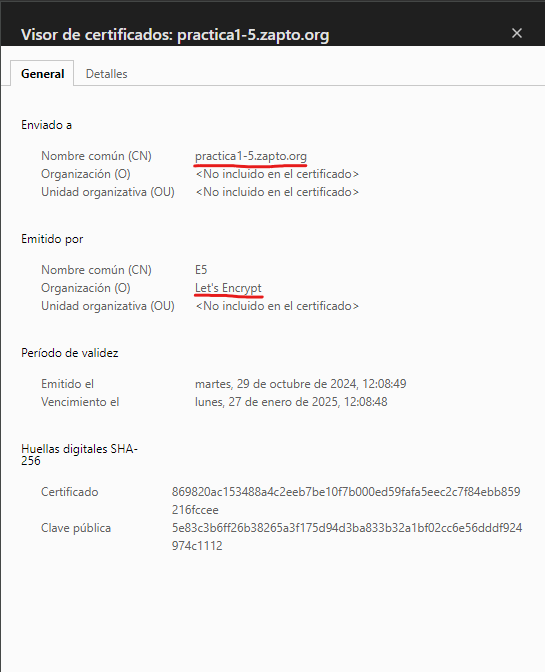 Visor de certificados: practica1-5.zapto.org
General Detalles
Enviado a
Nombre común (CN) practica1-5.zapto.org
Organización (O) <No incluido en el certificado>
Unidad organizativa (OU) <No incluido en el certificado>
Emitido por
Nombre común (CN) E5
Organización (O) Let's Encrypt
Unidad organizativa (OU) <No incluido en el certificado>
Período de validez
Emitido el martes, 29 de octubre de 2024, 12:08:49
Vencimiento el lunes, 27 de enero de 2025, 12:08:48
Huellas digitales SHA-
256
Certificado 869820ac153488a4c2eeb7be10f7b000ed59fafa5eec2c7f84ebb859
216fccee
Clave pública 5e83c3b6ff26b38265a3f175d94d3ba833b32a1bf02cc6e56dddf924
974c1112